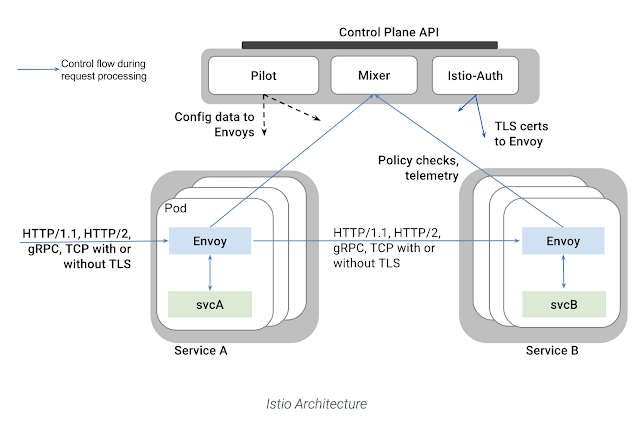 Control Plane API
Control flow during
request processing
Pilot
Mixer
Istio-Auth
Config data to
Envoys
TLS certs
to Envoy
Policy checks,
telemetry
Pod
HTTP/1.1, HTTP/2,
gRPC, TCP with or
without TLS
Envoy
HTTP/1.1, HTTP/2,
gRPC, TCP with or
without TLS
Envoy
svcA
svcB
Service A
Service B
Istio Architecture